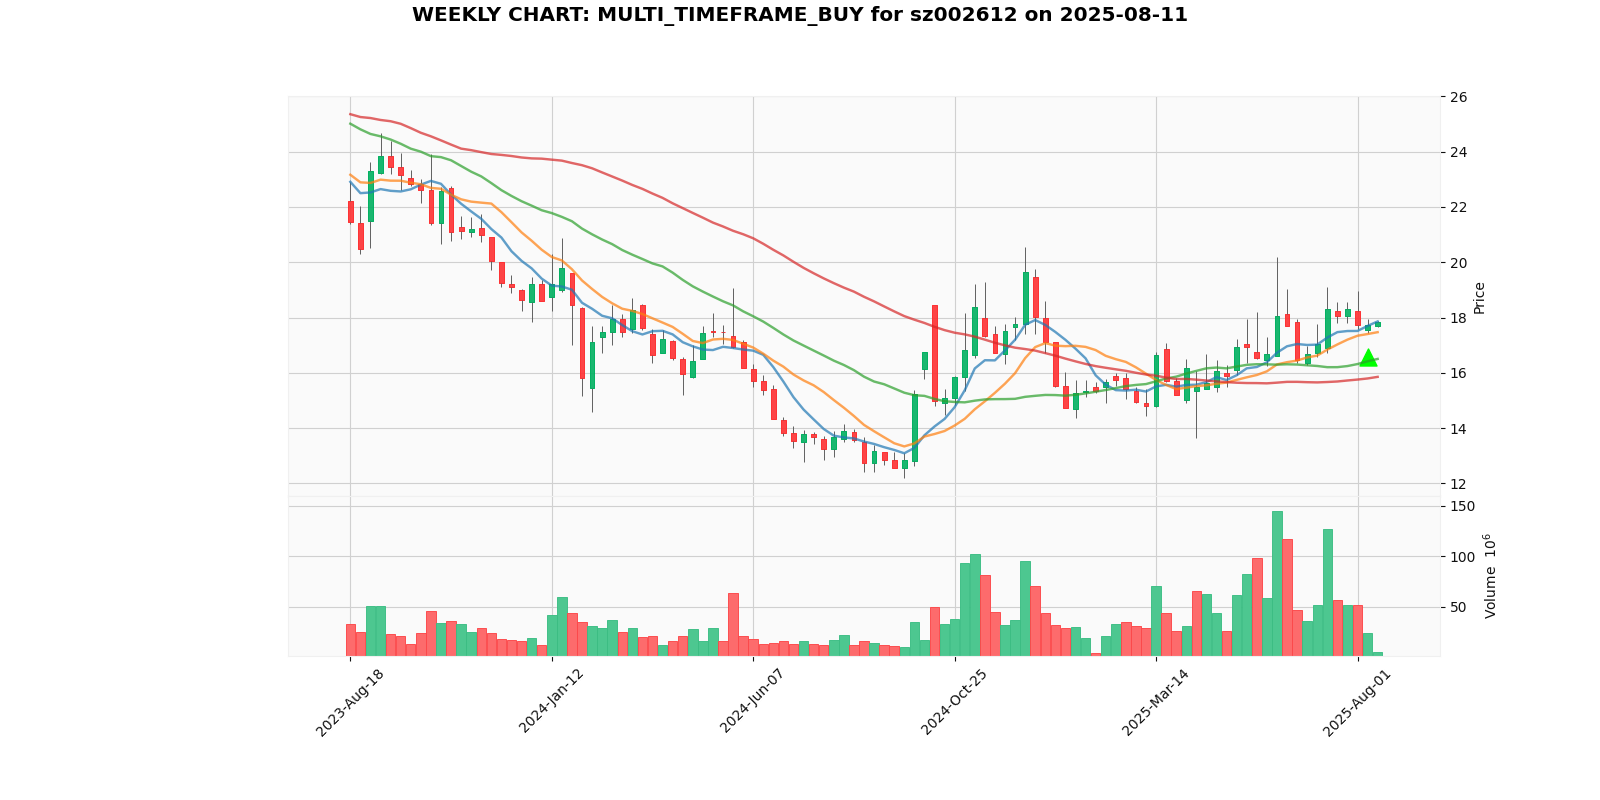 WEEKLY CHART: MULTI_TIMEFRAME_BUY for sz002612 on 2025-08-11
26
24
22
20
18
16
14
12
Price
150
100
50
Volume 10⁶
2023-Aug-18
2024-Jan-12
2024-Jun-07
2024-Oct-25
2025-Mar-14
2025-Aug-01